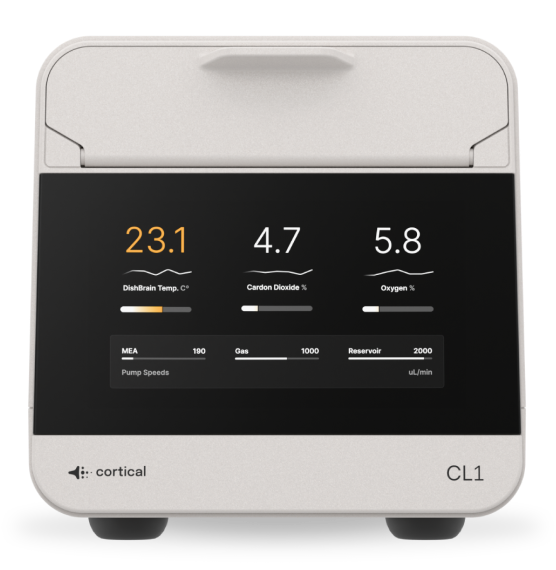 23.1 4.7 5.8
DishBrain Temp. C° Cardon Dioxide % Oxygen %
MEA 190 Gas 1000 Reservoir 2000
Pump Speeds uL/min
cortical CL1